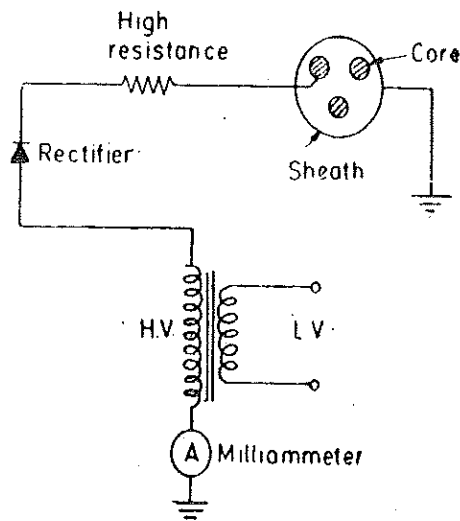 High
resistance
Core
Rectifier
Sheath
H.V.
L V
A
Milliammeter